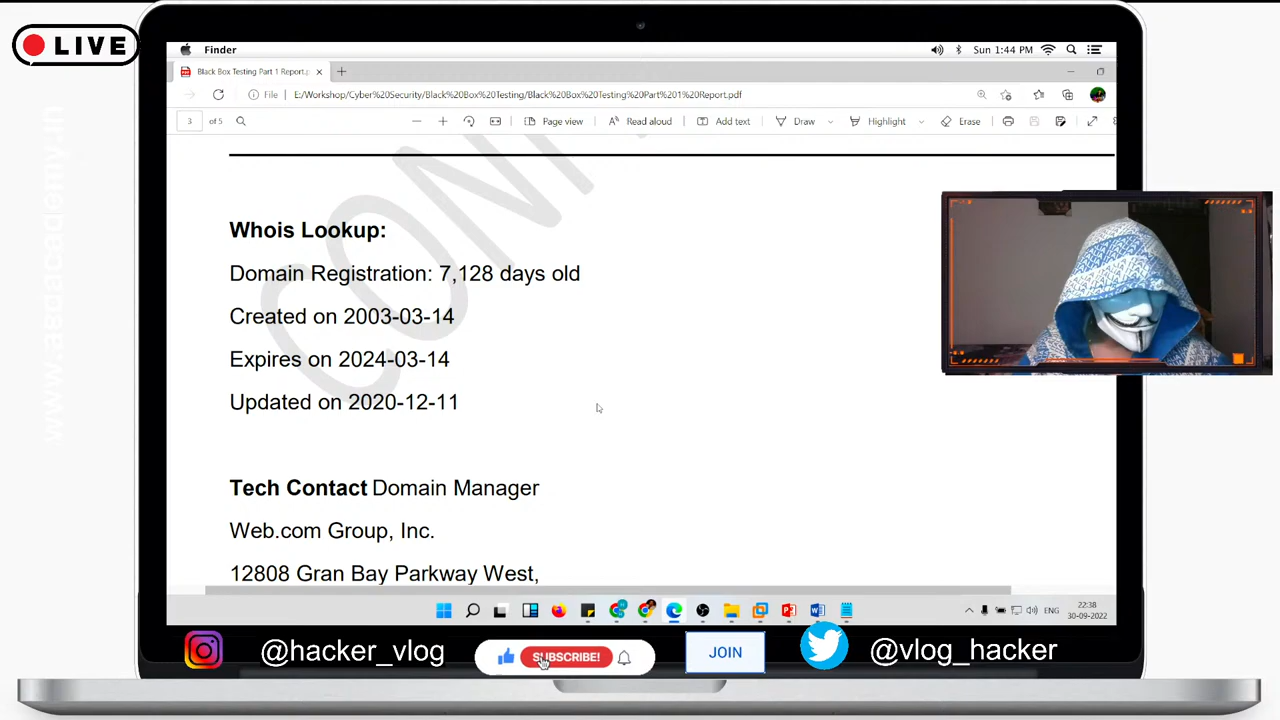 LIVE
Finder
Sun 1:44 PM
Black Box Testing Part 1 Report.p
File
E:/Workshop/Cyber%20Security/Black%20Box%20Testing/Black%20Box%20Testing%20Part%201%20Report.pdf
3 of 5
Page view
Read aloud
Add text
Draw
Highlight
Erase
CONF
Whois Lookup:
Domain Registration: 7,128 days old
Created on 2003-03-14
Expires on 2024-03-14
Updated on 2020-12-11
Tech Contact Domain Manager
Web.com Group, Inc.
12808 Gran Bay Parkway West,
ENG
22:38
30-09-2022
@hacker_vlog
SUBSCRIBE!
JOIN
@vlog_hacker